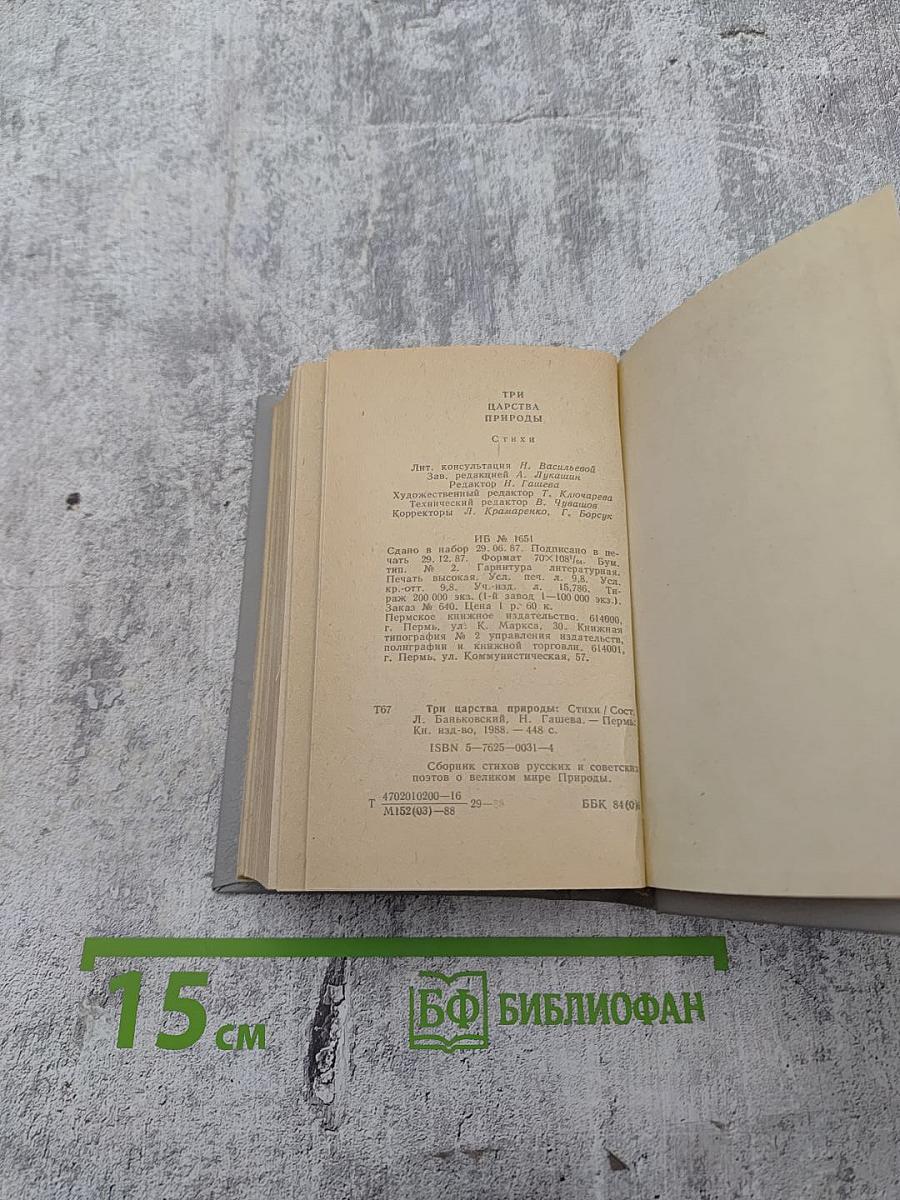 ТРИ
ЦАРСТВА
ПРИРОДЫ
Стихи
Лит. консультация Н. Васильевой
Зав. редакцией А. Лукашин
Редактор Н. Гашева
Художественный редактор Т. Ключарева
Технический редактор В. Чувашов
Корректоры Л. Крамаренко, Г. Борсук
ИБ № 1651
Сдано в набор 29.06.87. Подписано в пе-
чать 29.12.87. Формат 70×108¹/₆₄. Бум.
тип. № 2. Гарнитура литературная.
Печать высокая. Усл. печ. л. 9,8. Усл.
кр.-отт. 9,8. Уч.-изд. л. 15,786. Ти-
раж 200 000 экз. (1-й завод 1—100 000 экз.).
Заказ № 640. Цена 1 р. 60 к.
Пермское книжное издательство. 614000,
г. Пермь, ул. К. Маркса, 30. Книжная
типография № 2 управления издательств,
полиграфии и книжной торговли. 614001,
г. Пермь, ул. Коммунистическая, 57.
Т67 Три царства природы: Стихи / Сост.
Л. Баньковский, Н. Гашева. — Пермь:
Кн. изд-во, 1988. — 448 с.
ISBN 5—7625—0031—4
Сборник стихов русских и советских
поэтов о великом мире Природы.
4702010200—16
Т 29—88 ББК 84(0)6
М152(03)—88
15 см БФ БИБЛИОФАН